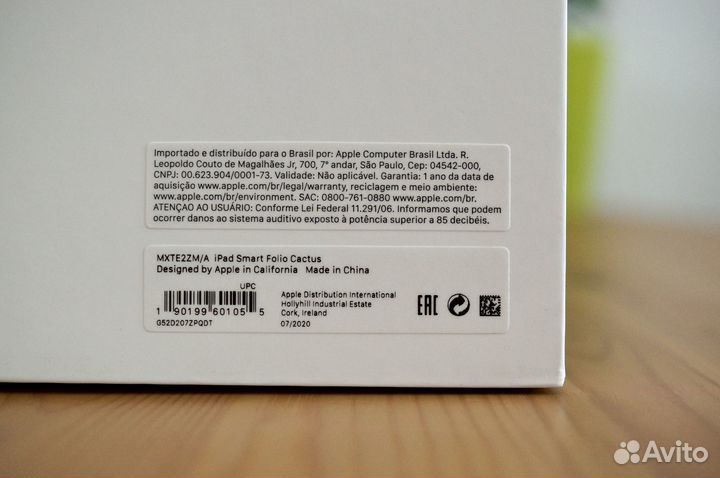 Importado e distribuído para o Brasil por: Apple Computer Brasil Ltda. R.
Leopoldo Couto de Magalhães Jr, 700, 7° andar, São Paulo, Cep: 04542-000,
CNPJ: 00.623.904/0001-73. Validade: Não aplicável. Garantia: 1 ano da data de
aquisição www.apple.com/br/legal/warranty, reciclagem e meio ambiente:
www.apple.com/br/environment. SAC: 0800-761-0880 www.apple.com/br.
ATENÇAO AO USUÁRIO: Conforme Lei Federal 11.291/06. Informamos que podem
ocorrer danos ao sistema auditivo exposto à potência superior a 85 decibéis.
MXTE2ZM/A iPad Smart Folio Cactus
Designed by Apple in California Made in China
UPC
1 90199 60105 5
G52D207ZPQDT
Apple Distribution International
Hollyhill Industrial Estate
Cork, Ireland
07/2020
EAC
Avito